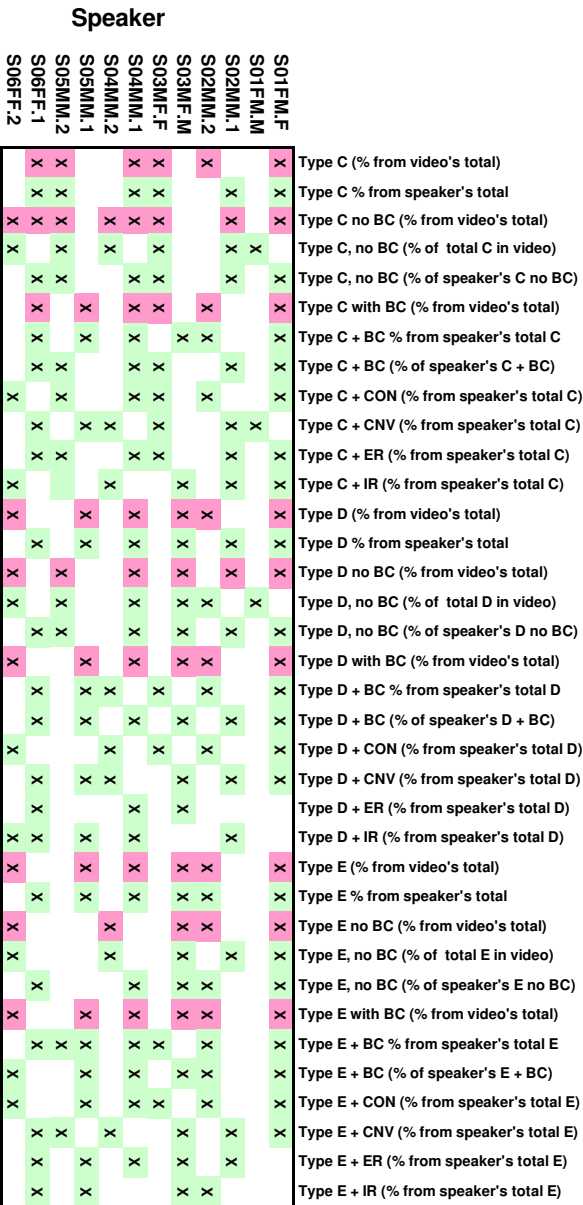 Speaker
S06FF.2 S06FF.1 S05MM.2 S05MM.1 S04MM.2 S04MM.1 S03MF.F S03MF.M S02MM.2 S02MM.1 S01FM.M S01FM.F
X X X X X X Type C (% from video's total)
X X X X X X Type C % from speaker's total
X X X X X X X X Type C no BC (% from video's total)
X X X X X X Type C, no BC (% of total C in video)
X X X X X X Type C, no BC (% of speaker's C no BC)
X X X X X X Type C with BC (% from video's total)
X X X X X X Type C + BC % from speaker's total C
X X X X X X Type C + BC (% of speaker's C + BC)
X X X X X X Type C + CON (% from speaker's total C)
X X X X X X Type C + CNV (% from speaker's total C)
X X X X X X Type C + ER (% from speaker's total C)
X X X X X Type C + IR (% from speaker's total C)
X X X X X X Type D (% from video's total)
X X X X X X Type D % from speaker's total
X X X X X X Type D no BC (% from video's total)
X X X X X X Type D, no BC (% of total D in video)
X X X X X X Type D, no BC (% of speaker's D no BC)
X X X X X X Type D with BC (% from video's total)
X X X X X X Type D + BC % from speaker's total D
X X X X X X Type D + BC (% of speaker's D + BC)
X X X X X Type D + CON (% from speaker's total D)
X X X X X X Type D + CNV (% from speaker's total D)
X X X Type D + ER (% from speaker's total D)
X X X X X Type D + IR (% from speaker's total D)
X X X X X X Type E (% from video's total)
X X X X X X Type E % from speaker's total
X X X X X Type E no BC (% from video's total)
X X X X X Type E, no BC (% of total E in video)
X X X X X Type E, no BC (% of speaker's E no BC)
X X X X X X Type E with BC (% from video's total)
X X X X X X X Type E + BC % from speaker's total E
X X X X X X Type E + BC (% of speaker's E + BC)
X X X X X X Type E + CON (% from speaker's total E)
X X X X X X Type E + CNV (% from speaker's total E)
X X X X X Type E + ER (% from speaker's total E)
X X X X Type E + IR (% from speaker's total E)